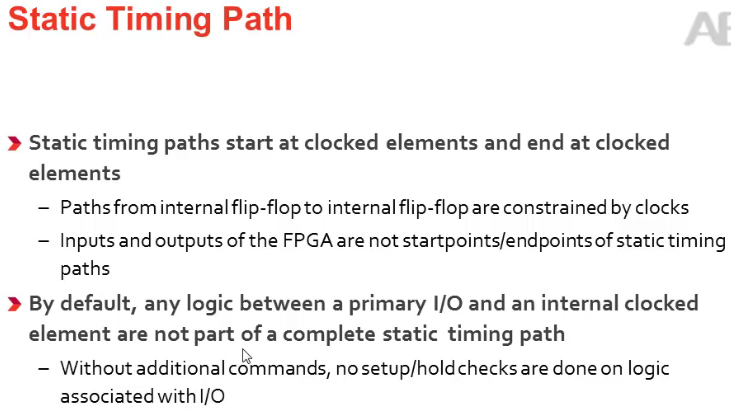 Static Timing Path
Static timing paths start at clocked elements and end at clocked
elements
– Paths from internal flip-flop to internal flip-flop are constrained by clocks
– Inputs and outputs of the FPGA are not startpoints/endpoints of static timing
paths
By default, any logic between a primary I/O and an internal clocked
element are not part of a complete static timing path
– Without additional commands, no setup/hold checks are done on logic
associated with I/O